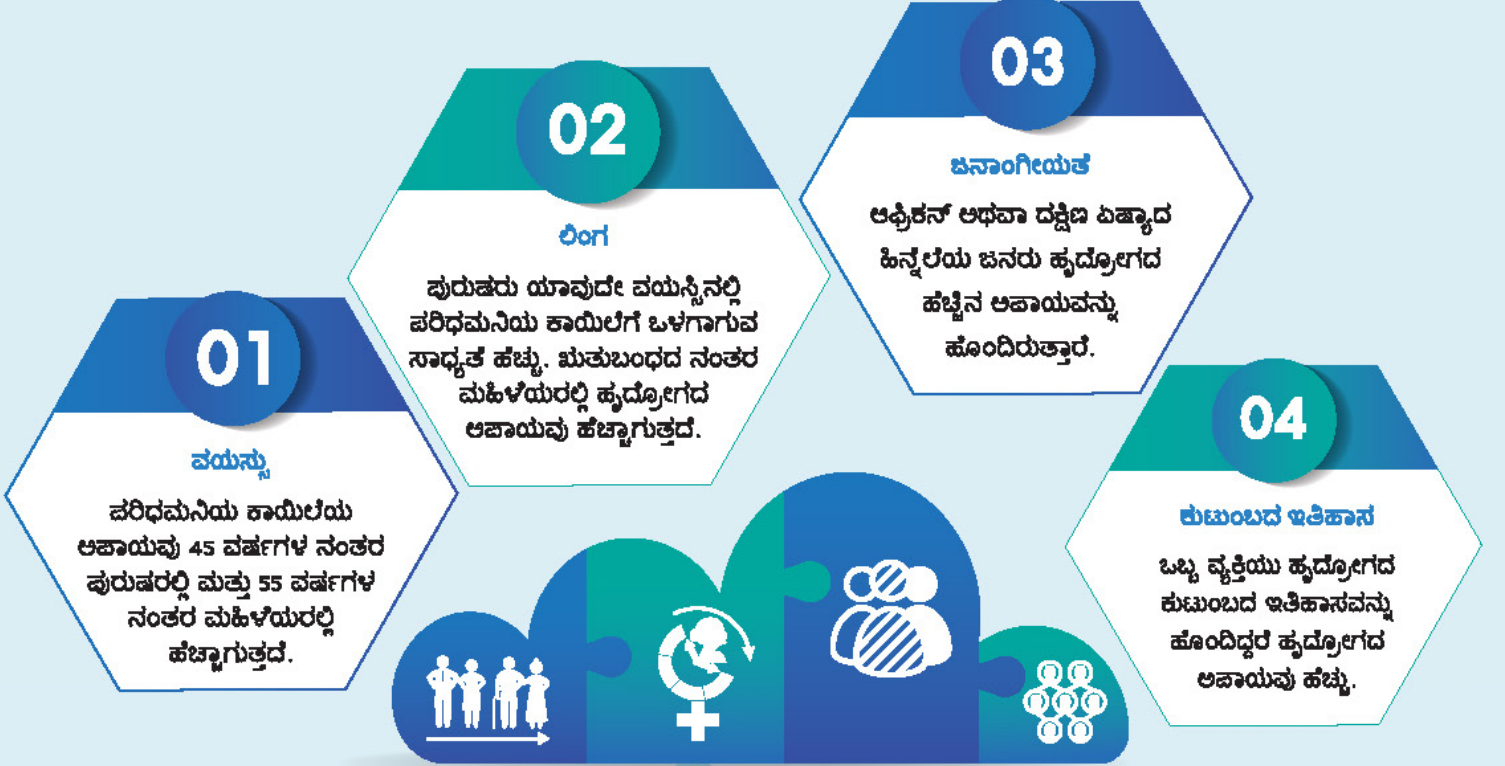 01
ವಯಸ್ಸು
ಪರಿಧಮನಿಯ ಕಾಯಿಲೆಯ
ಅಪಾಯವು 45 ವರ್ಷಗಳ ನಂತರ
ಪುರುಷರಲ್ಲಿ ಮತ್ತು 55 ವರ್ಷಗಳ
ನಂತರ ಮಹಿಳೆಯರಲ್ಲಿ
ಹೆಚ್ಚಾಗುತ್ತದೆ.
02
ಲಿಂಗ
ಪುರುಷರು ಯಾವುದೇ ವಯಸ್ಸಿನಲ್ಲಿ
ಪರಿಧಮನಿಯ ಕಾಯಿಲೆಗೆ ಒಳಗಾಗುವ
ಸಾಧ್ಯತೆ ಹೆಚ್ಚು. ಋತುಬಂಧದ ನಂತರ
ಮಹಿಳೆಯರಲ್ಲಿ ಹೃದ್ರೋಗದ
ಅಪಾಯವು ಹೆಚ್ಚಾಗುತ್ತದೆ.
03
ಜನಾಂಗೀಯತೆ
ಆಫ್ರಿಕನ್ ಅಥವಾ ದಕ್ಷಿಣ ಏಷ್ಯಾದ
ಹಿನ್ನೆಲೆಯ ಜನರು ಹೃದ್ರೋಗದ
ಹೆಚ್ಚಿನ ಅಪಾಯವನ್ನು
ಹೊಂದಿರುತ್ತಾರೆ.
04
ಕುಟುಂಬದ ಇತಿಹಾಸ
ಒಬ್ಬ ವ್ಯಕ್ತಿಯು ಹೃದ್ರೋಗದ
ಕುಟುಂಬದ ಇತಿಹಾಸವನ್ನು
ಹೊಂದಿದ್ದರೆ ಹೃದ್ರೋಗದ
ಅಪಾಯವು ಹೆಚ್ಚು.